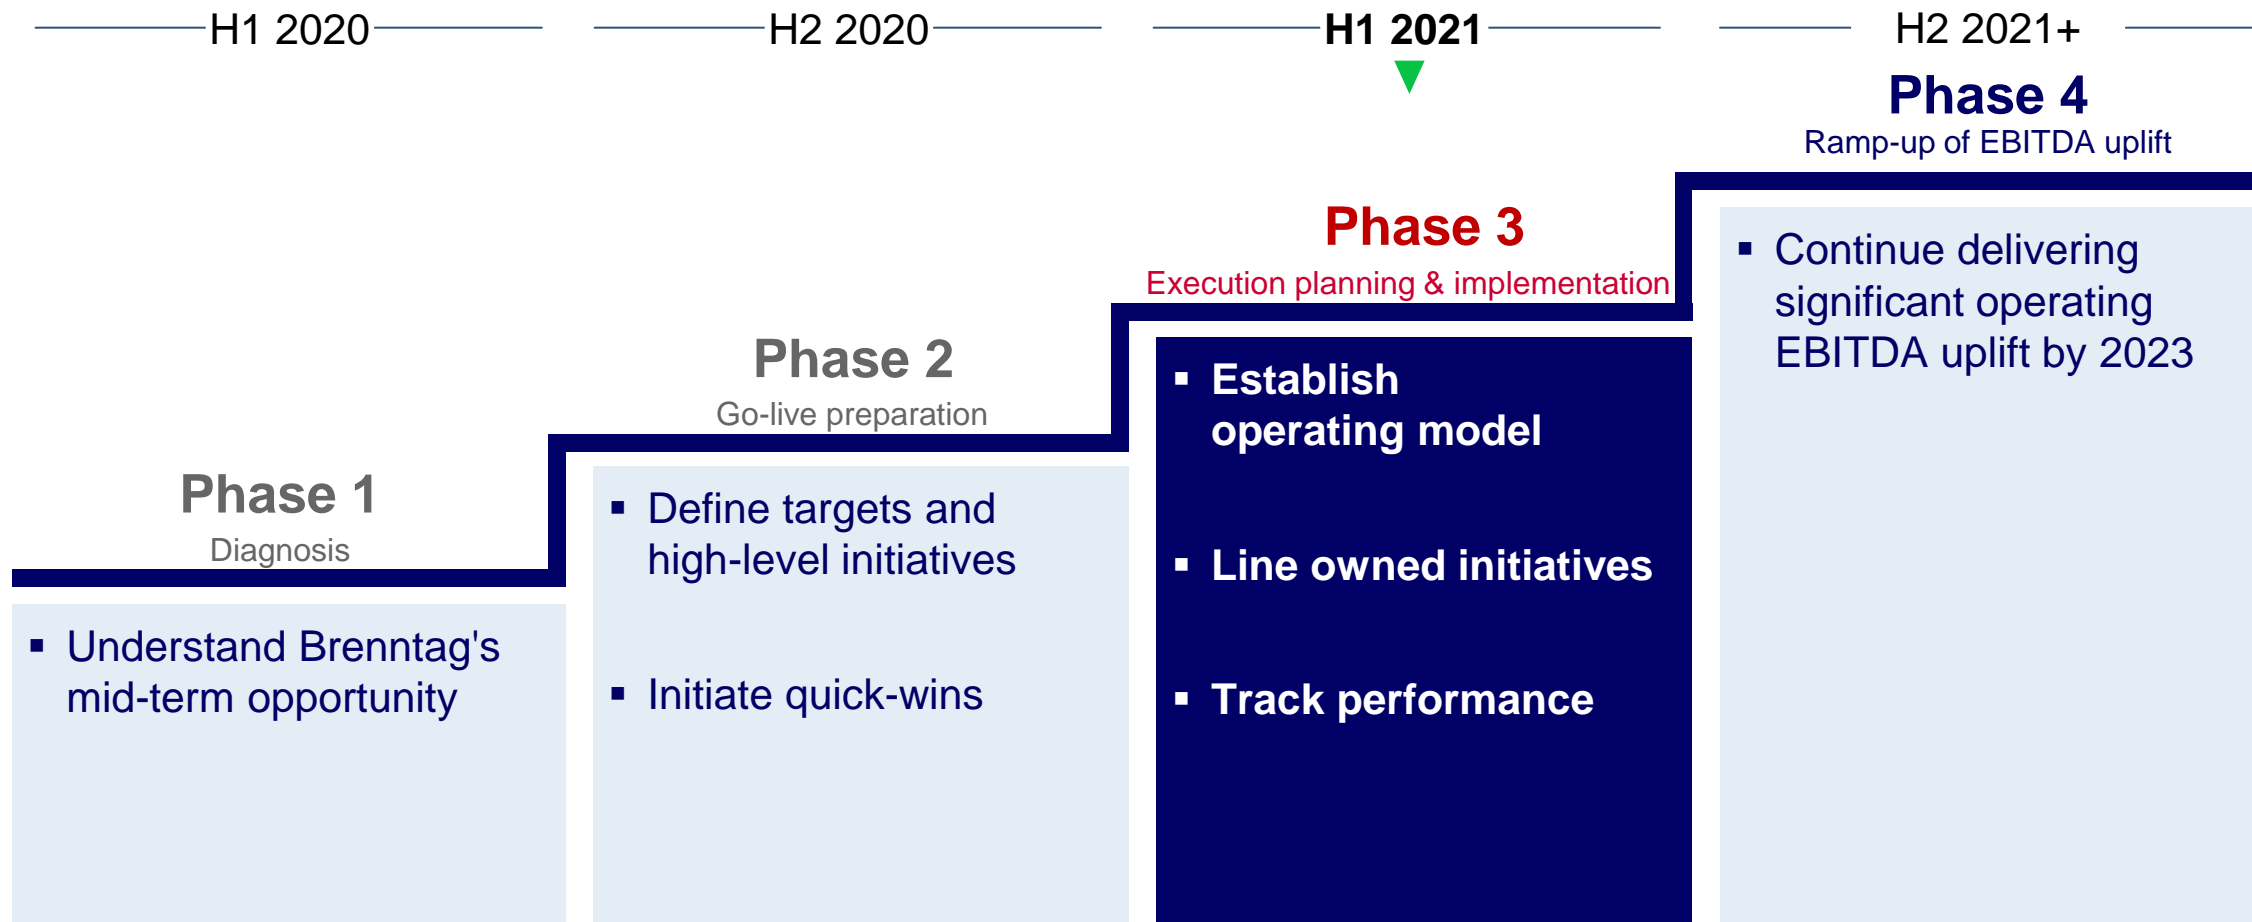 H1 2020
H2 2020
H1 2021
H2 2021+
Phase 1
Diagnosis
▪ Understand Brenntag's
mid-term opportunity
Phase 2
Go-live preparation
▪ Define targets and
high-level initiatives
▪ Initiate quick-wins
Phase 3
Execution planning & implementation
▪ Establish
operating model
▪ Line owned initiatives
▪ Track performance
Phase 4
Ramp-up of EBITDA uplift
▪ Continue delivering
significant operating
EBITDA uplift by 2023